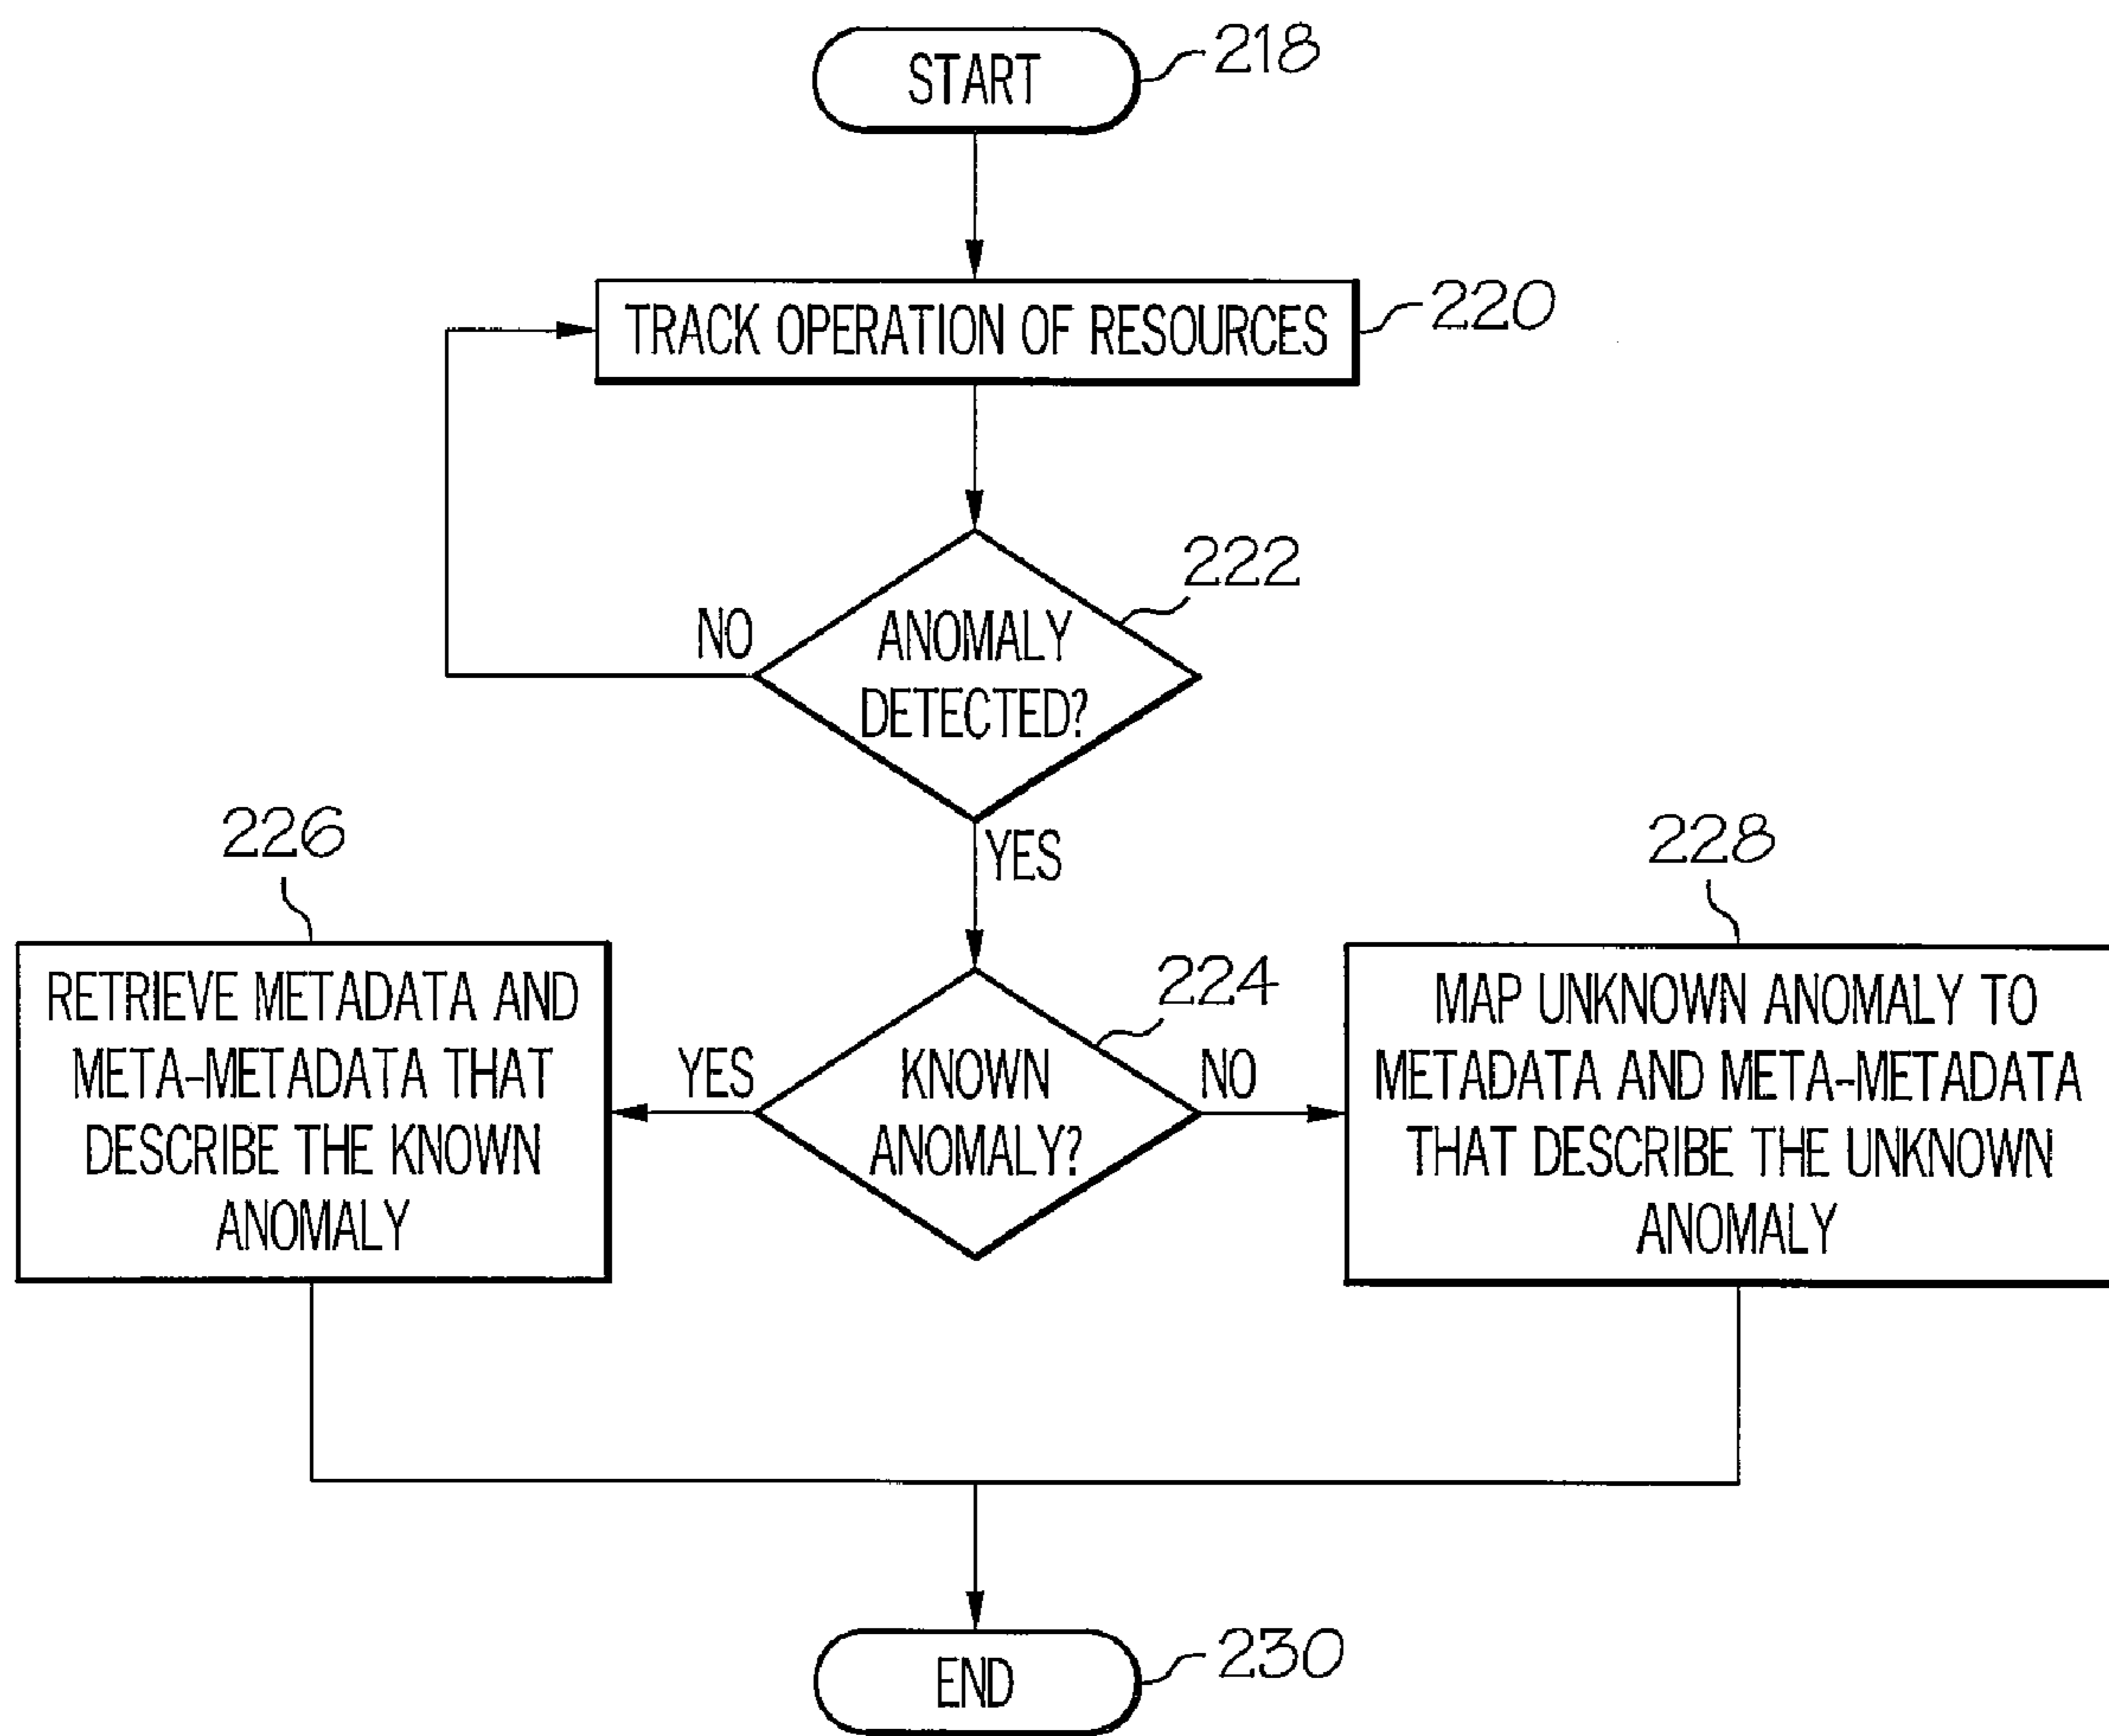 START
218
TRACK OPERATION OF RESOURCES
220
222
ANOMALY
DETECTED?
NO
YES
226
RETRIEVE METADATA AND
META-METADATA THAT
DESCRIBE THE KNOWN
ANOMALY
224
YES
KNOWN
ANOMALY?
NO
228
MAP UNKNOWN ANOMALY TO
METADATA AND META-METADATA
THAT DESCRIBE THE UNKNOWN
ANOMALY
END
230